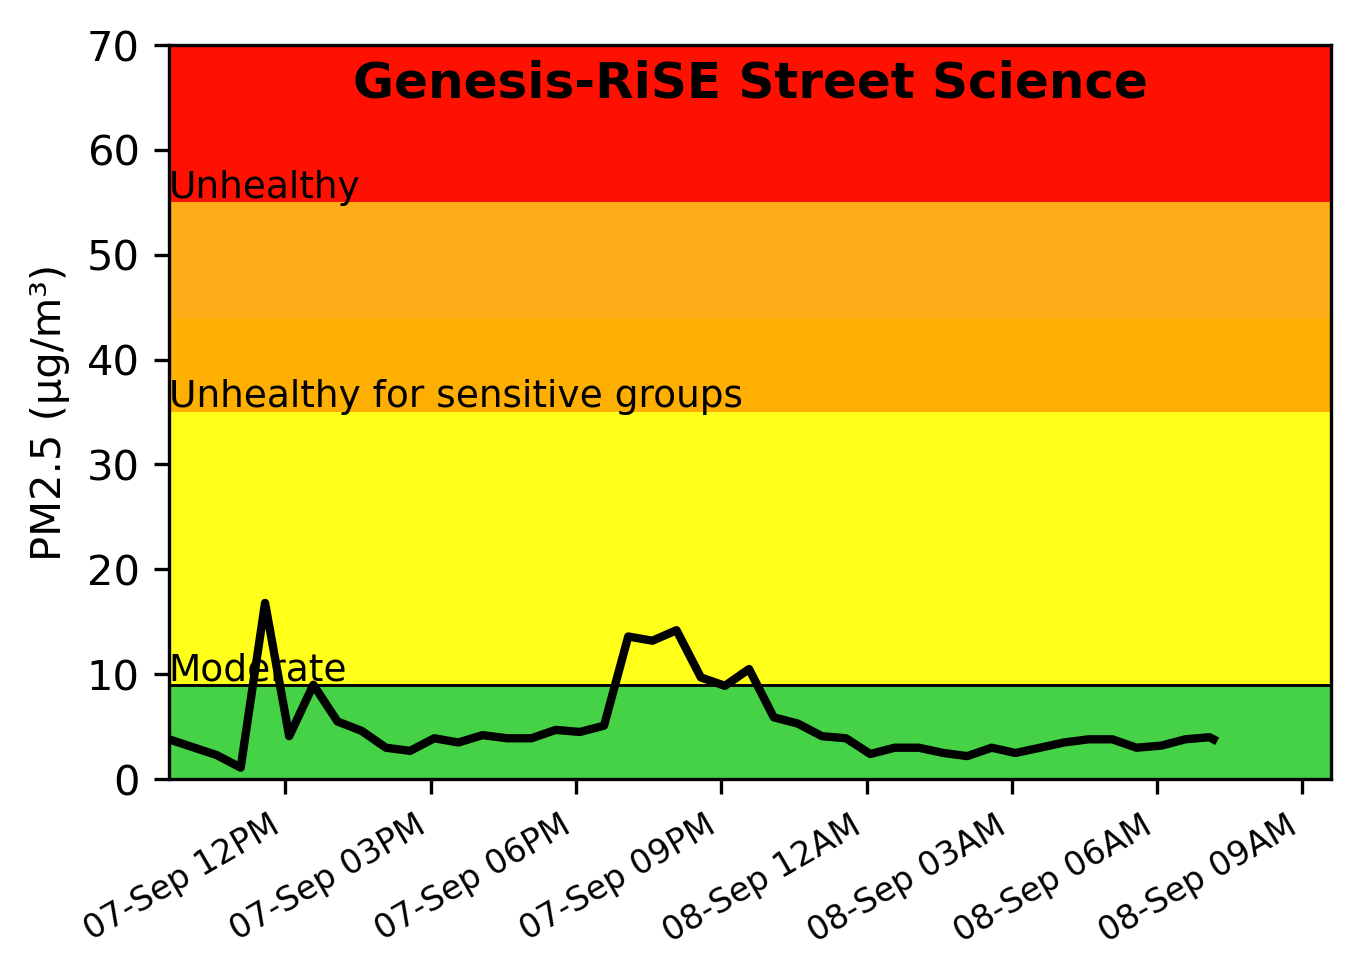 Genesis-RiSE Street Science
70
60
Unhealthy
50
40
Unhealthy for sensitive groups
30
20
Moderate
10
0
PM2.5 (µg/m³)
07-Sep 12PM
07-Sep 03PM
07-Sep 06PM
07-Sep 09PM
08-Sep 12AM
08-Sep 03AM
08-Sep 06AM
08-Sep 09AM